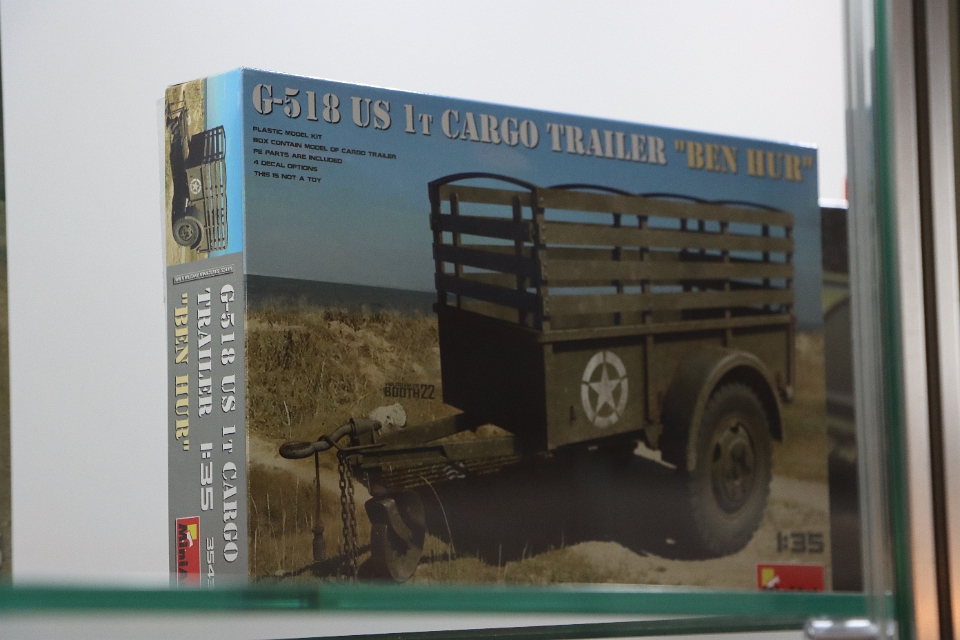 G-518 US 1T CARGO TRAILER "BEN HUR"
PLASTIC MODEL KIT
BOX CONTAIN MODEL OF CARGO TRAILER
PE PARTS ARE INCLUDED
4 DECAL OPTIONS
THIS IS NOT A TOY
BOOTH22
1:35
G-518 US 1T CARGO
TRAILER 1:35
"BEN HUR"